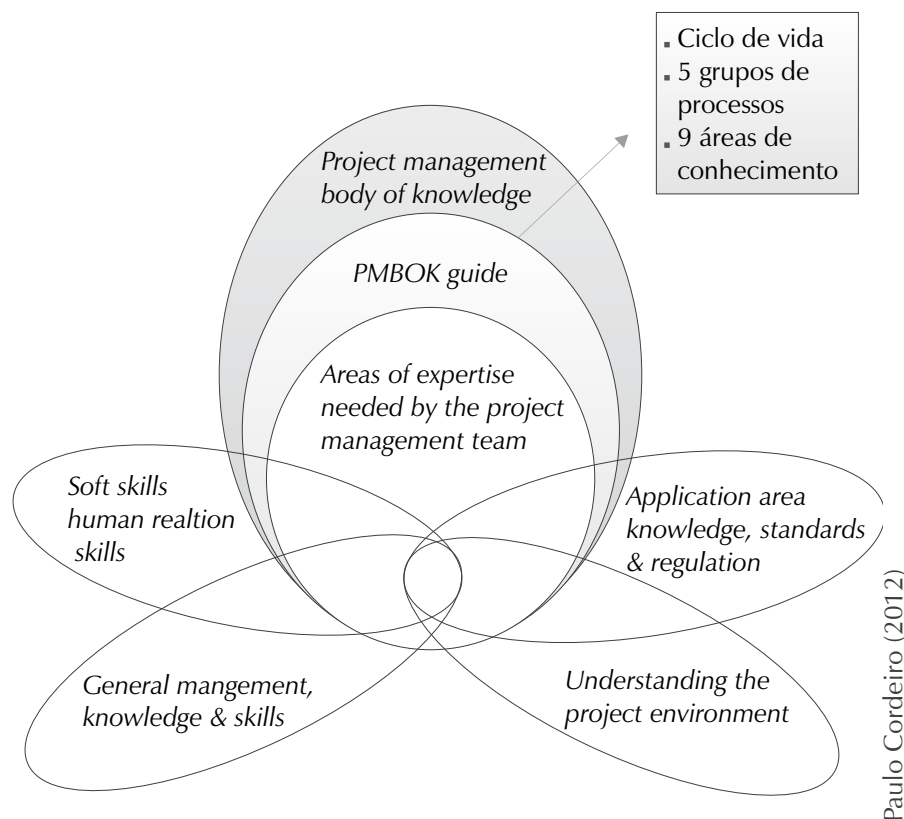 Ciclo de vida
5 grupos de
processos
9 áreas de
conhecimento
Project management
body of knowledge
PMBOK guide
Areas of expertise
needed by the project
management team
Soft skills
human realtion
skills
Application area
knowledge, standards
& regulation
General mangement,
knowledge & skills
Understanding the
project environment
Paulo Cordeiro (2012)